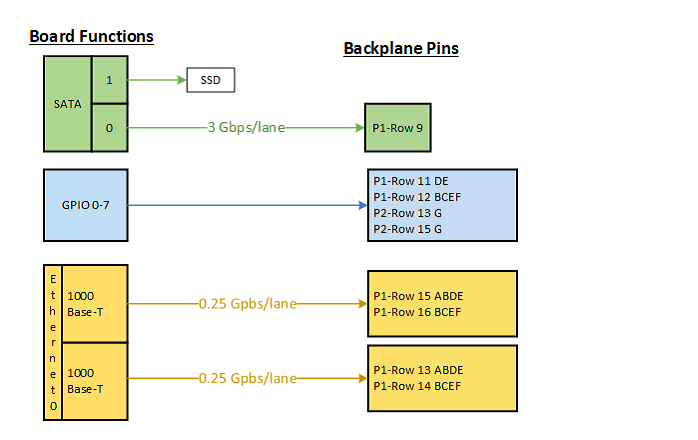 Board Functions
Backplane Pins
SATA
1
SSD
0
3 Gbps/lane
P1-Row 9
GPIO 0-7
P1-Row 11 DE
P1-Row 12 BCEF
P2-Row 13 G
P2-Row 15 G
Ethernet0
1000
Base-T
0.25 Gpbs/lane
P1-Row 15 ABDE
P1-Row 16 BCEF
1000
Base-T
0.25 Gpbs/lane
P1-Row 13 ABDE
P1-Row 14 BCEF